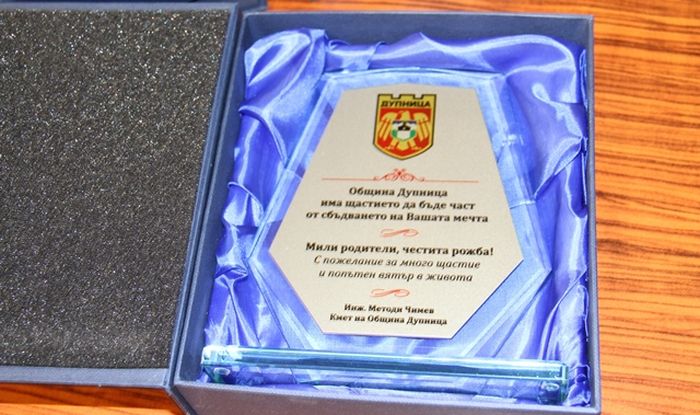 ДУПНИЦА
Община Дупница
има щастието да бъде част
от сбъдването на Вашата мечта
Мили родители, честита рожба!
С пожелание за много щастие
и попътен вятър в живота
Инж. Методи Чимев
Кмет на Община Дупница